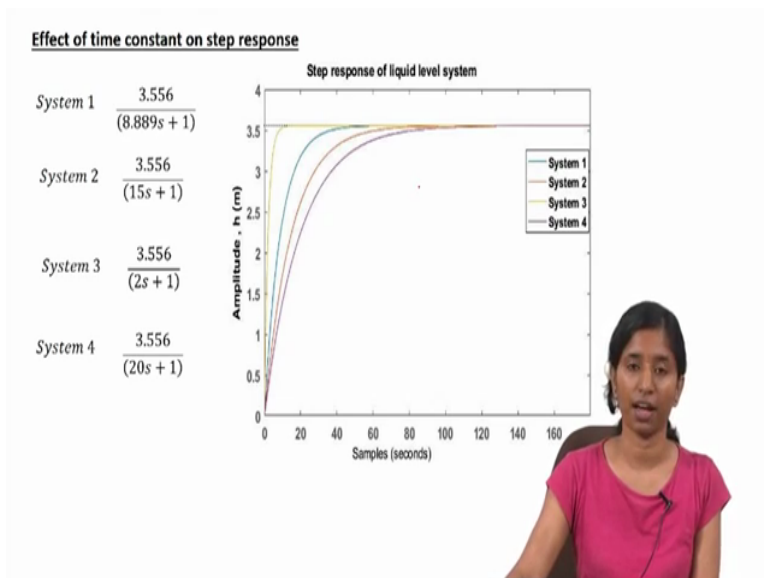 Effect of time constant on step response
System 1 3.556
(8.889s + 1)
System 2 3.556
(15s + 1)
System 3 3.556
(2s + 1)
System 4 3.556
(20s + 1)
Step response of liquid level system
Amplitude , h (m)
4
3.5
3
2.5
2
1.5
1
0.5
0
0 20 40 60 80 100 120 140 160
Samples (seconds)
System 1
System 2
System 3
System 4